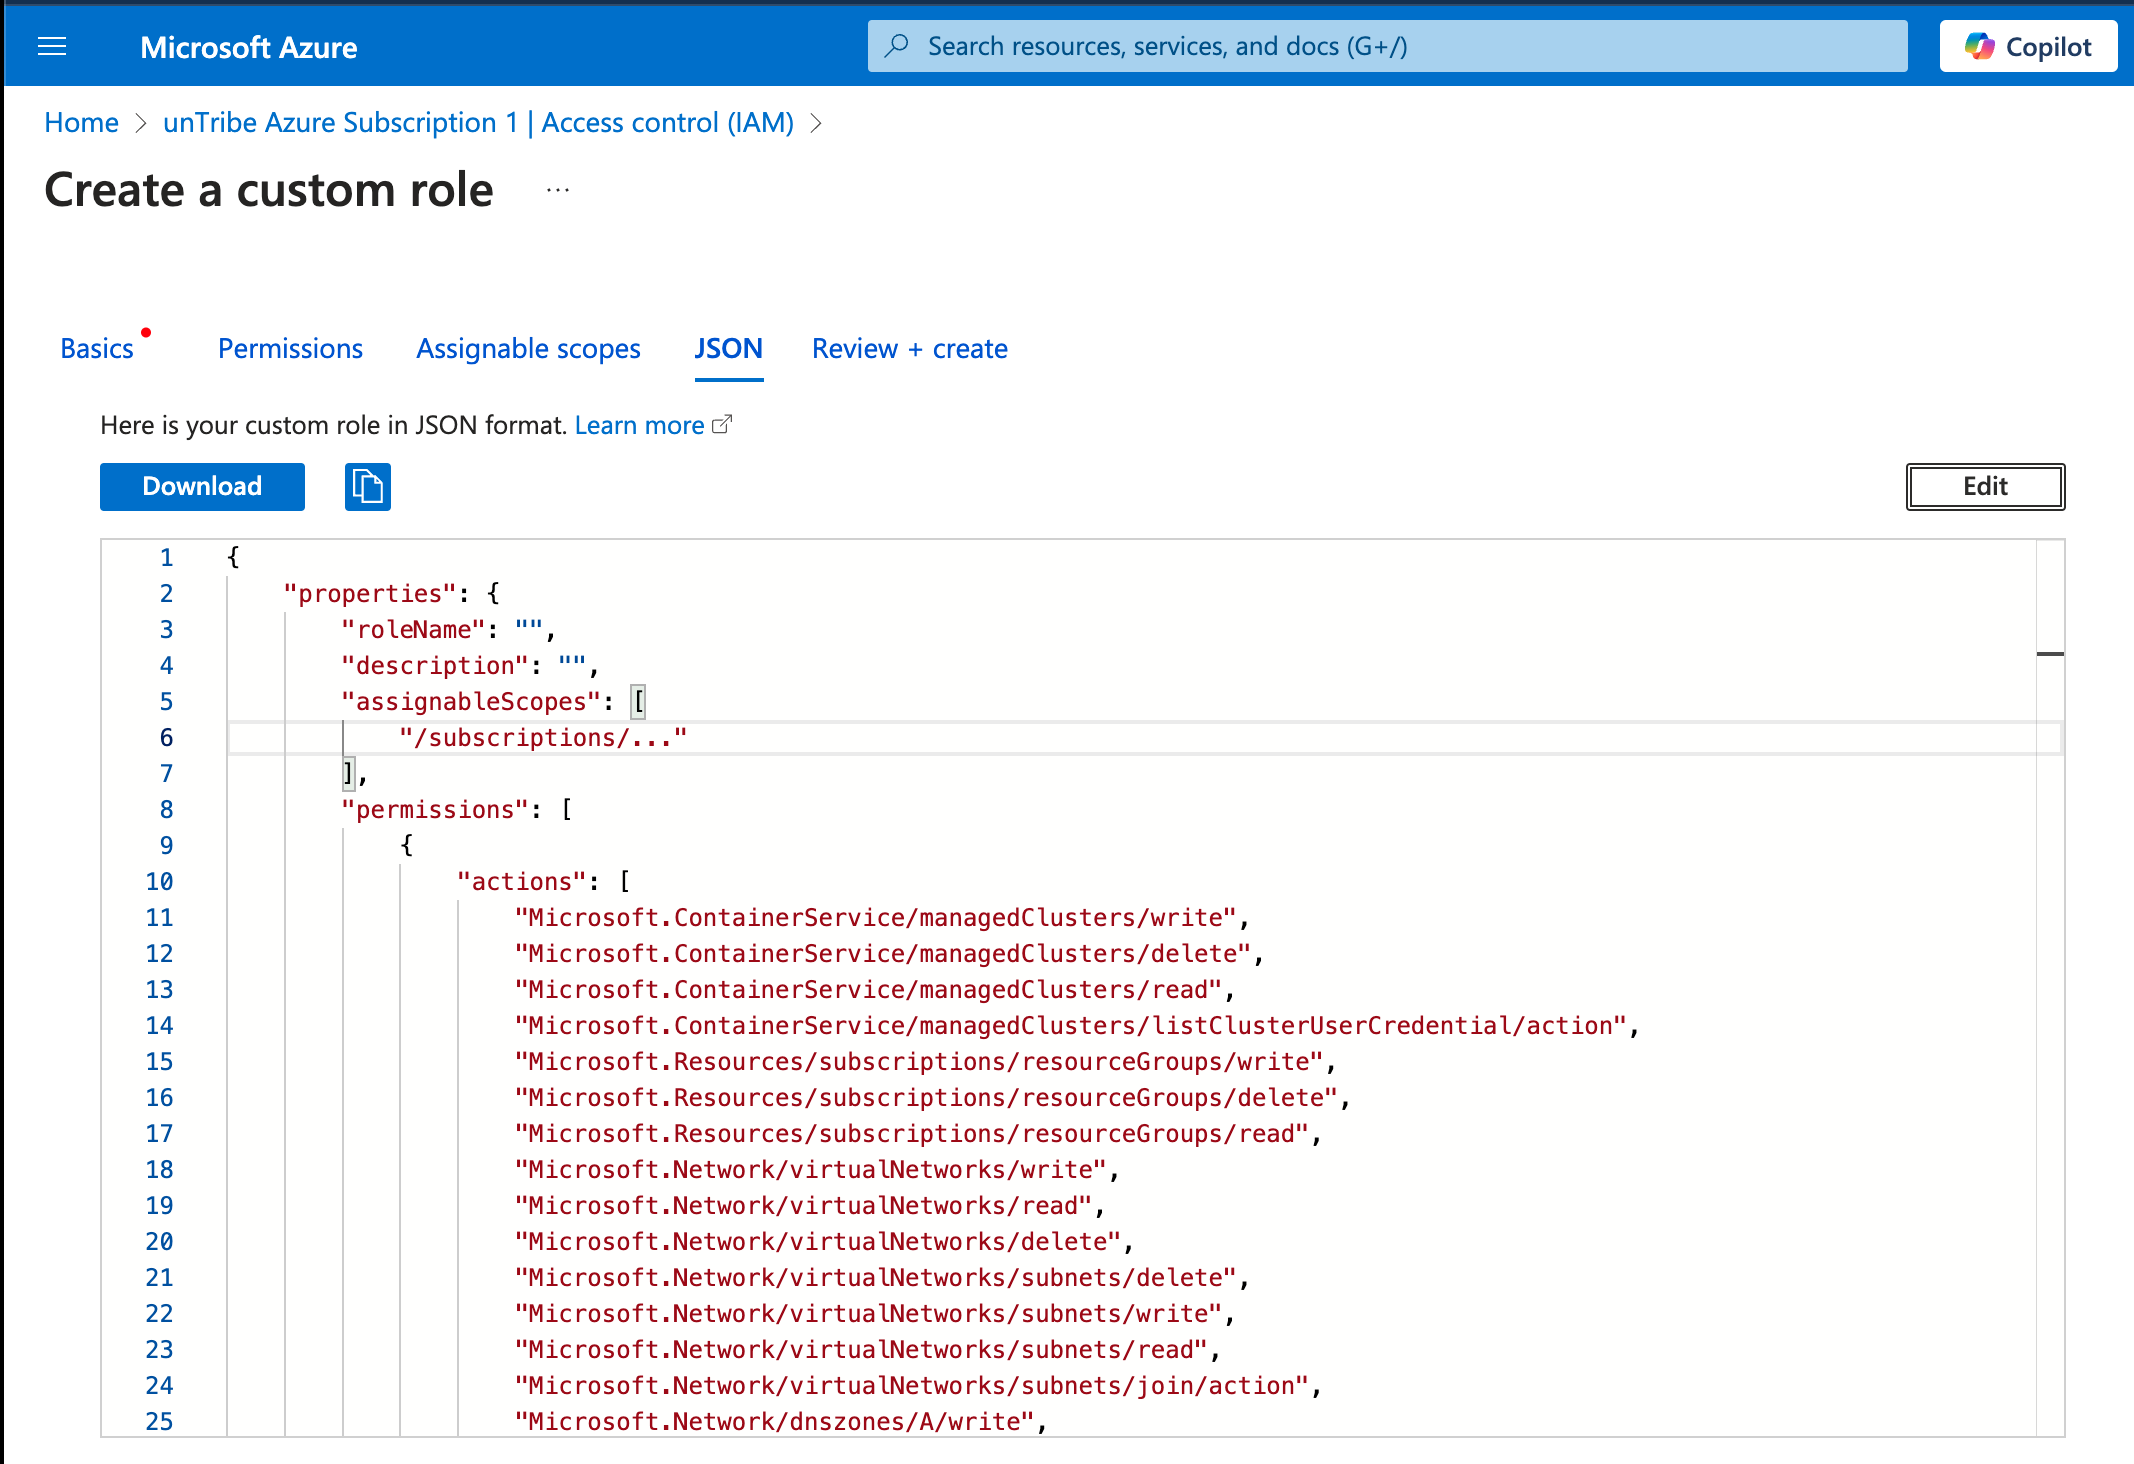 Microsoft Azure
Search resources, services, and docs (G+/)
Copilot
Home > unTribe Azure Subscription 1 | Access control (IAM) >
Create a custom role ...
Basics Permissions Assignable scopes JSON Review + create
Here is your custom role in JSON format. Learn more
Download
Edit
1 {
2 "properties": {
3 "roleName": "",
4 "description": "",
5 "assignableScopes": [
6 "/subscriptions/..."
7 ],
8 "permissions": [
9 {
10 "actions": [
11 "Microsoft.ContainerService/managedClusters/write",
12 "Microsoft.ContainerService/managedClusters/delete",
13 "Microsoft.ContainerService/managedClusters/read",
14 "Microsoft.ContainerService/managedClusters/listClusterUserCredential/action",
15 "Microsoft.Resources/subscriptions/resourceGroups/write",
16 "Microsoft.Resources/subscriptions/resourceGroups/delete",
17 "Microsoft.Resources/subscriptions/resourceGroups/read",
18 "Microsoft.Network/virtualNetworks/write",
19 "Microsoft.Network/virtualNetworks/read",
20 "Microsoft.Network/virtualNetworks/delete",
21 "Microsoft.Network/virtualNetworks/subnets/delete",
22 "Microsoft.Network/virtualNetworks/subnets/write",
23 "Microsoft.Network/virtualNetworks/subnets/read",
24 "Microsoft.Network/virtualNetworks/subnets/join/action",
25 "Microsoft.Network/dnszones/A/write",